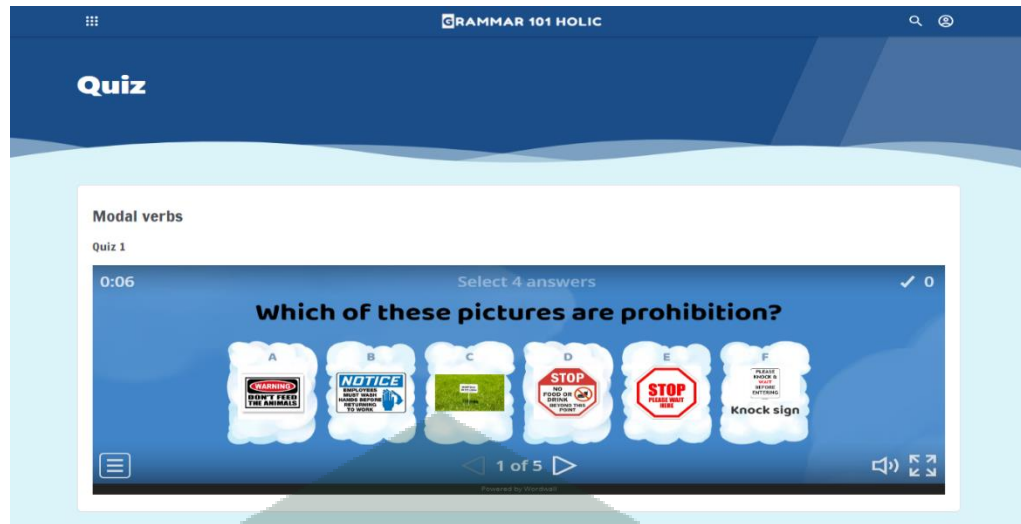 GRAMMAR 101 HOLIC
Quiz
Modal verbs
Quiz 1
0:06
Select 4 answers
✓ 0
Which of these pictures are prohibition?
A
B
C
D
E
F
WARNING
DON'T FEED
THE ANIMALS
NOTICE
EMPLOYEES
MUST WASH
HANDS BEFORE
RETURNING
TO WORK
STOP
NO
FOOD OR
DRINK
BEYOND THIS
POINT
STOP
PLEASE WAIT
HERE
PLEASE
KNOCK &
WAIT
BEFORE
ENTERING
Knock sign
1 of 5
Powered by Wordwall